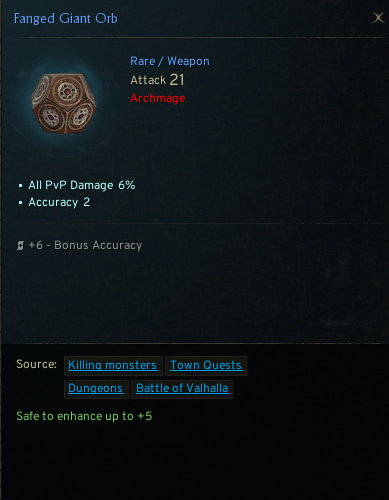 Fanged Giant Orb
Rare / Weapon
Attack 21
Archmage
• All PvP Damage 6%
• Accuracy 2
+6 - Bonus Accuracy
Source: Killing monsters Town Quests
Dungeons Battle of Valhalla
Safe to enhance up to +5